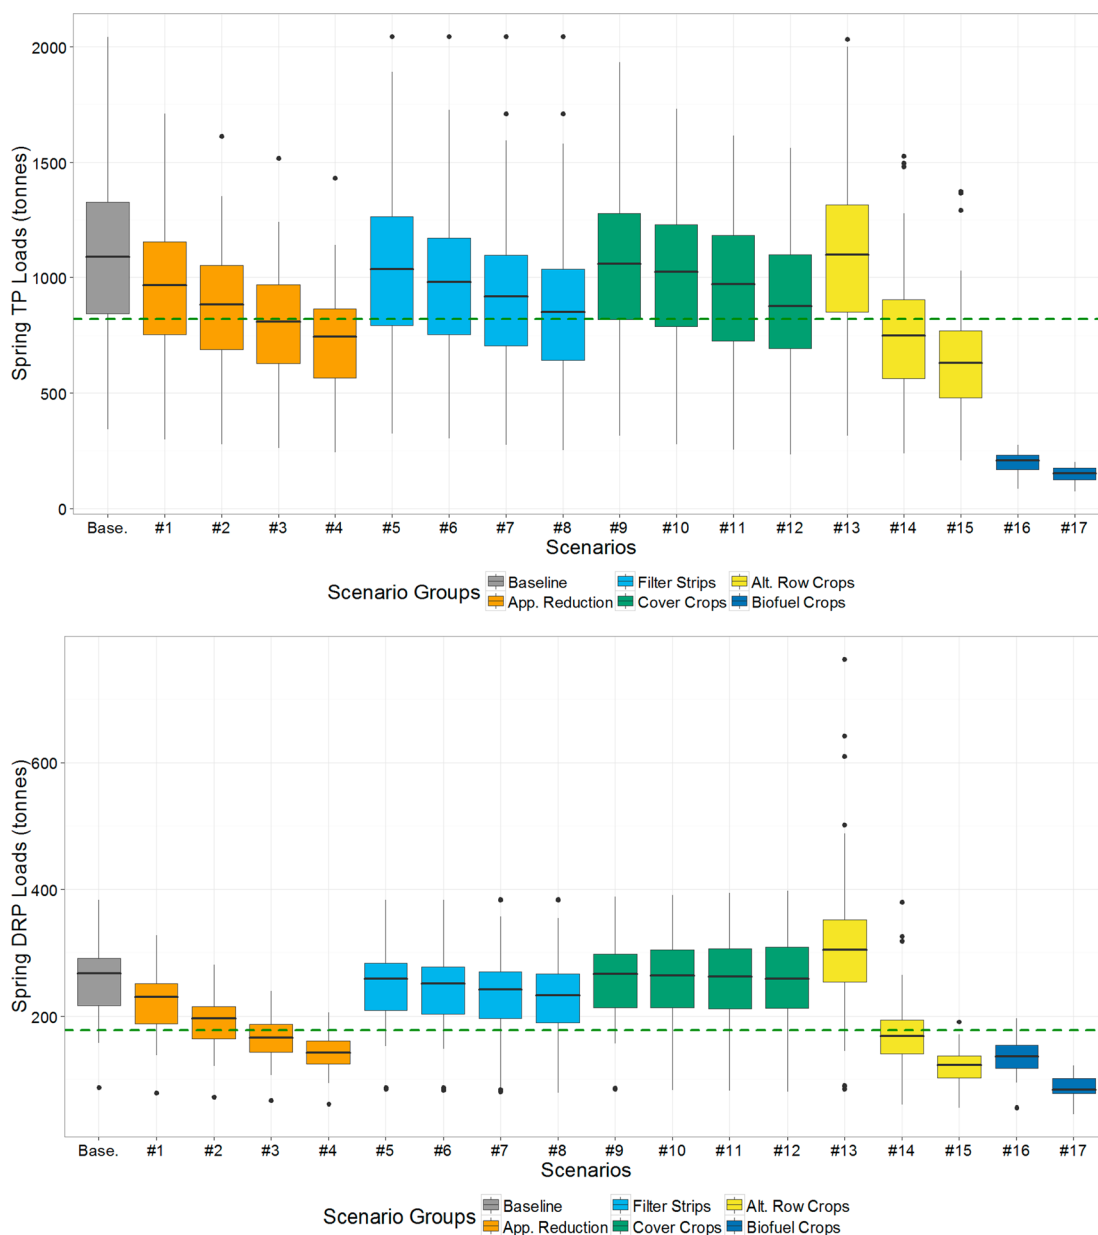 Spring TP Loads (tonnes)
2000
1500
1000
500
0
Base. #1 #2 #3 #4 #5 #6 #7 #8 #9 #10 #11 #12 #13 #14 #15 #16 #17
Scenarios
Scenario Groups
Baseline Filter Strips Alt. Row Crops
App. Reduction Cover Crops Biofuel Crops
Spring DRP Loads (tonnes)
600
400
200
Base. #1 #2 #3 #4 #5 #6 #7 #8 #9 #10 #11 #12 #13 #14 #15 #16 #17
Scenarios
Scenario Groups
Baseline Filter Strips Alt. Row Crops
App. Reduction Cover Crops Biofuel Crops